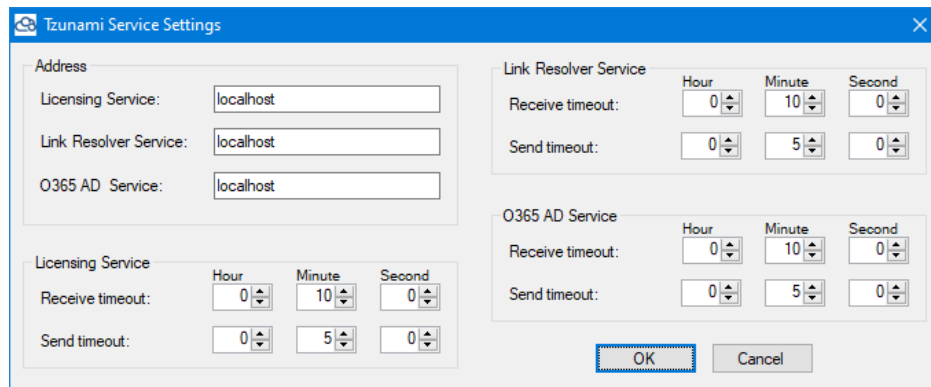 Tzunami Service Settings
Address
Licensing Service: localhost
Link Resolver Service: localhost
O365 AD Service: localhost
Licensing Service
Hour Minute Second
Receive timeout: 0 10 0
Send timeout: 0 5 0
Link Resolver Service
Hour Minute Second
Receive timeout: 0 10 0
Send timeout: 0 5 0
O365 AD Service
Hour Minute Second
Receive timeout: 0 10 0
Send timeout: 0 5 0
OK Cancel